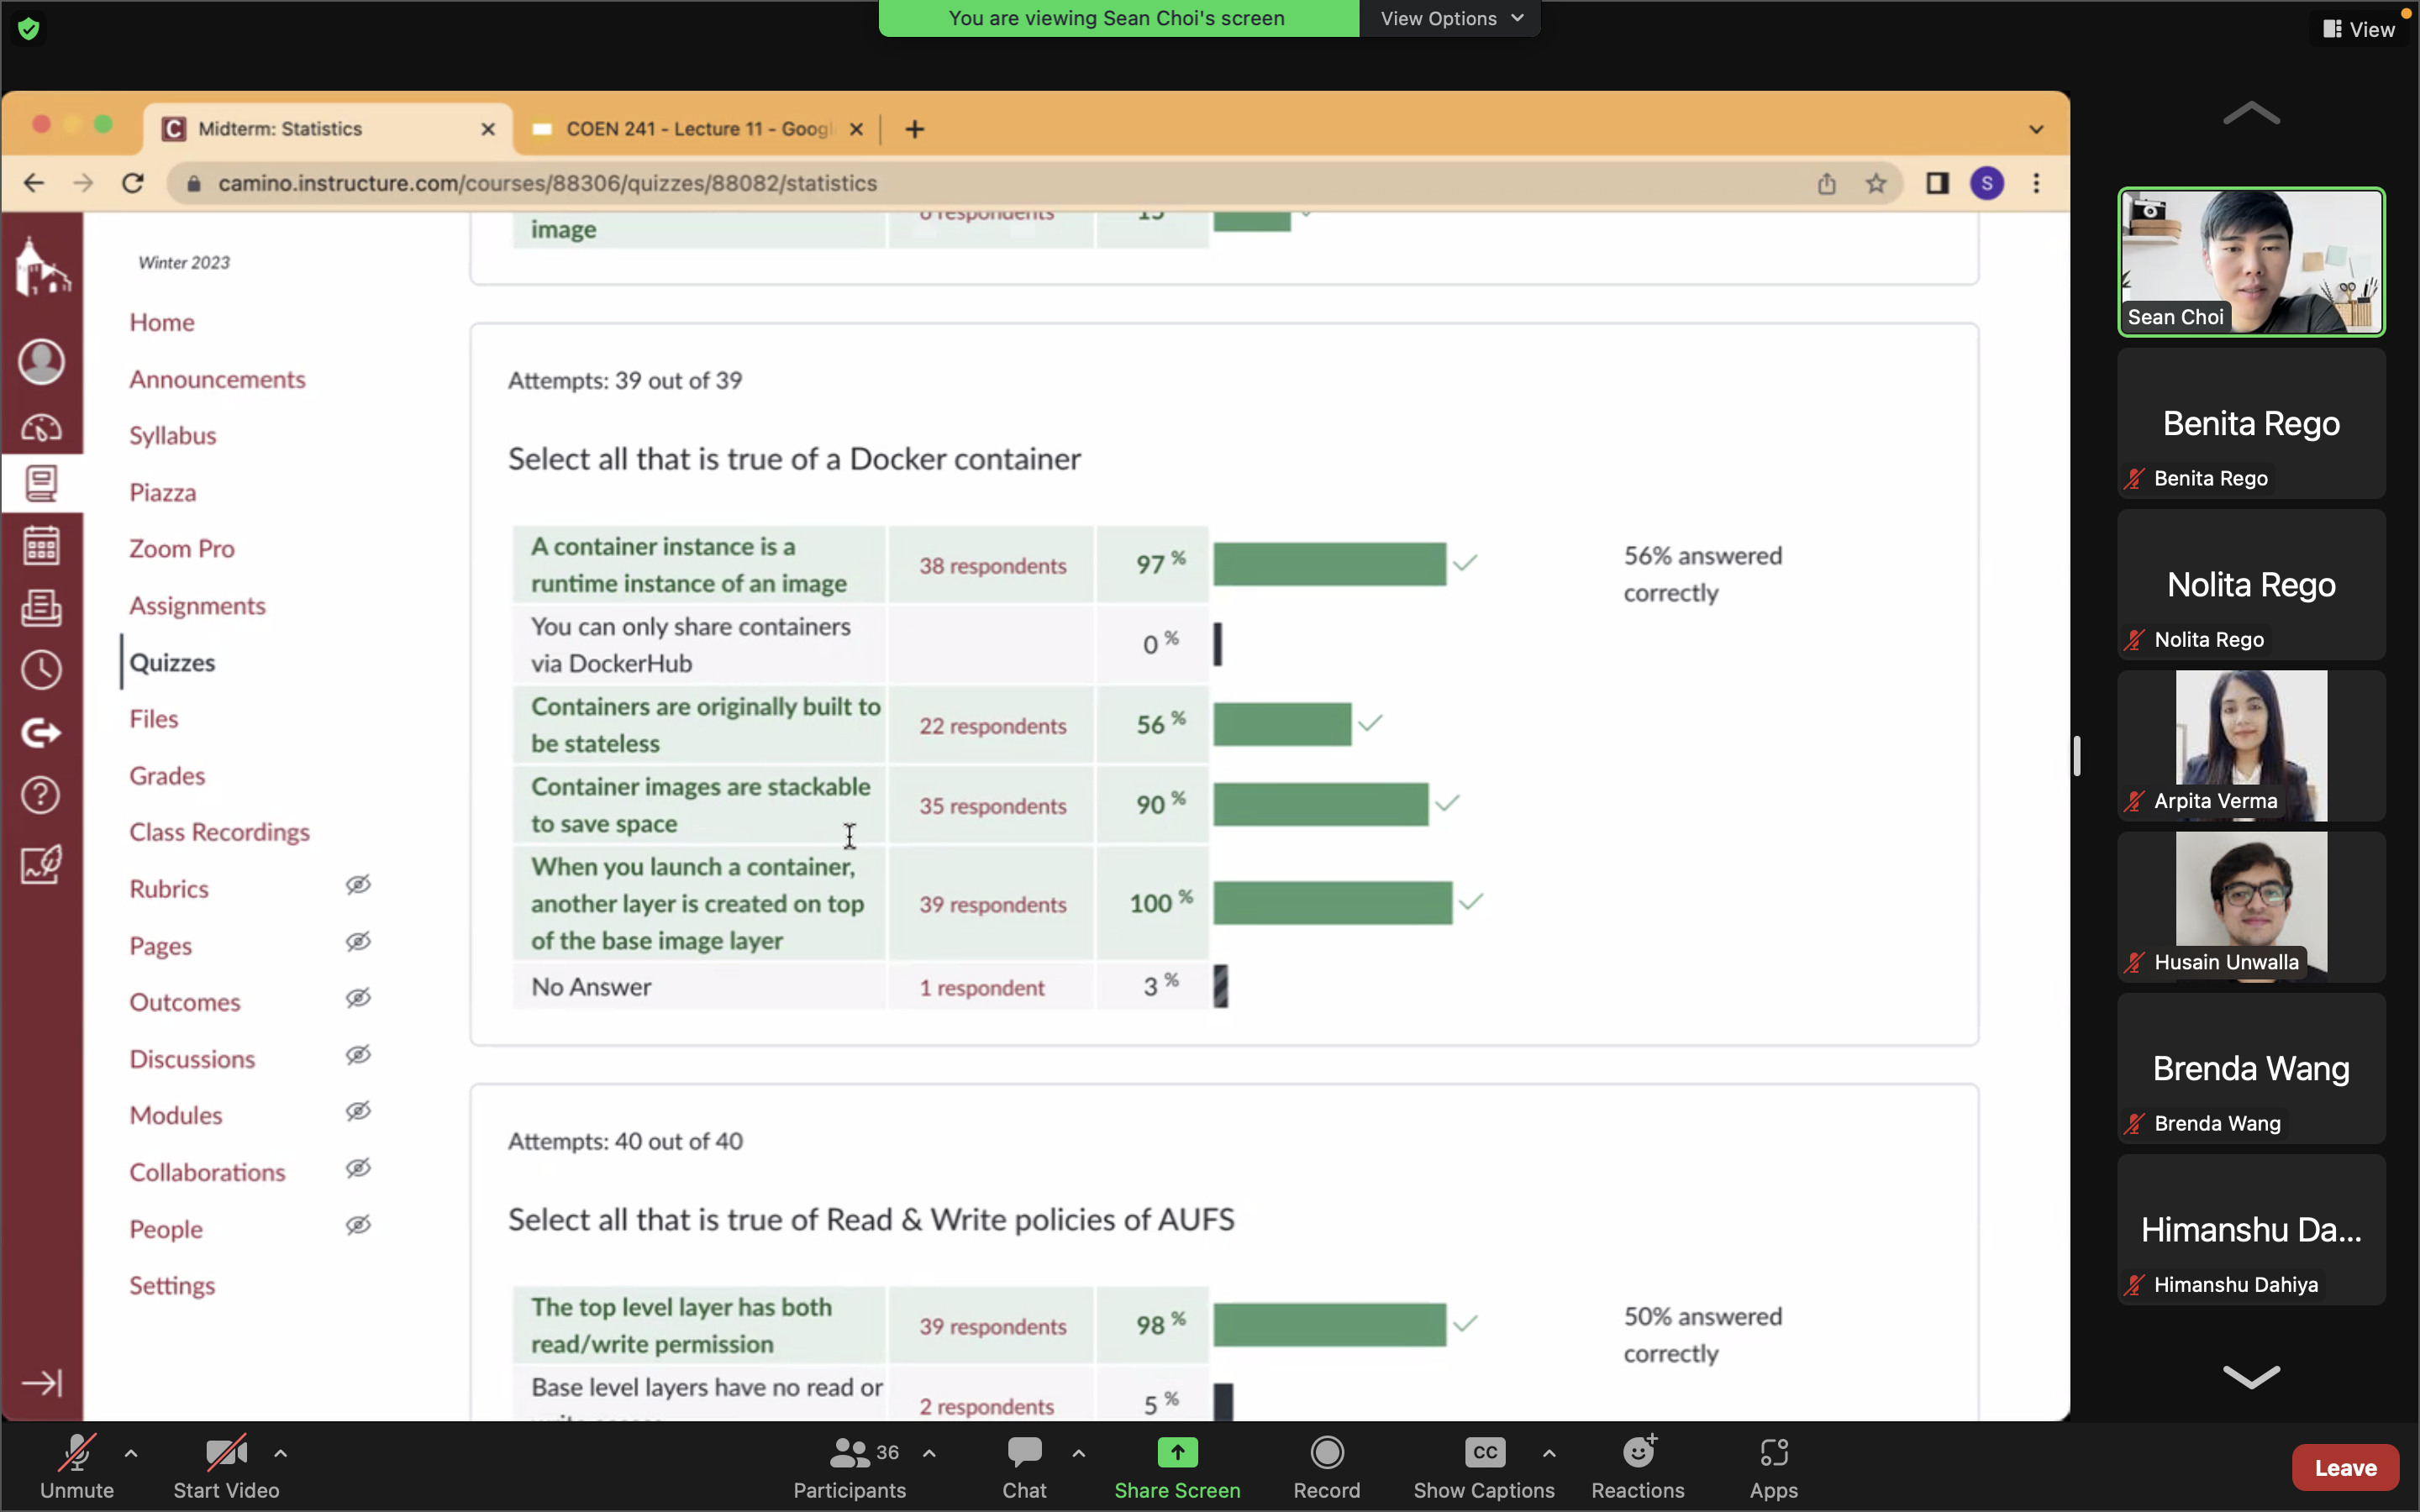 You are viewing Sean Choi's screen
View Options
View
Midterm: Statistics
COEN 241 - Lecture 11 - Googl
camino.instructure.com/courses/88306/quizzes/88082/statistics
S
Winter 2023
Home
Announcements
Syllabus
Piazza
Zoom Pro
Assignments
Quizzes
Files
Grades
Class Recordings
Rubrics
Pages
Outcomes
Discussions
Modules
Collaborations
People
Settings
image
respondents
Attempts: 39 out of 39
Select all that is true of a Docker container
A container instance is a
runtime instance of an image
38 respondents
97 %
56% answered
correctly
You can only share containers
via DockerHub
0 %
Containers are originally built to
be stateless
22 respondents
56 %
Container images are stackable
to save space
35 respondents
90 %
When you launch a container,
another layer is created on top
of the base image layer
39 respondents
100 %
No Answer
1 respondent
3 %
Attempts: 40 out of 40
Select all that is true of Read & Write policies of AUFS
The top level layer has both
read/write permission
39 respondents
98 %
50% answered
correctly
Base level layers have no read or
2 respondents
5 %
Sean Choi
Benita Rego
Benita Rego
Nolita Rego
Nolita Rego
Arpita Verma
Husain Unwalla
Brenda Wang
Brenda Wang
Himanshu Da...
Himanshu Dahiya
Unmute
Start Video
36
Participants
Chat
Share Screen
Record
CC
Show Captions
Reactions
Apps
Leave